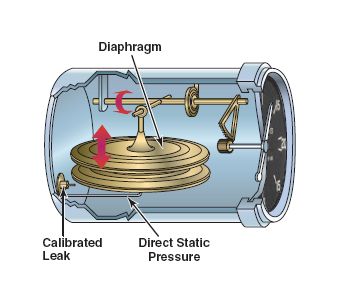 Diaphragm
Calibrated
Leak
Direct Static
Pressure